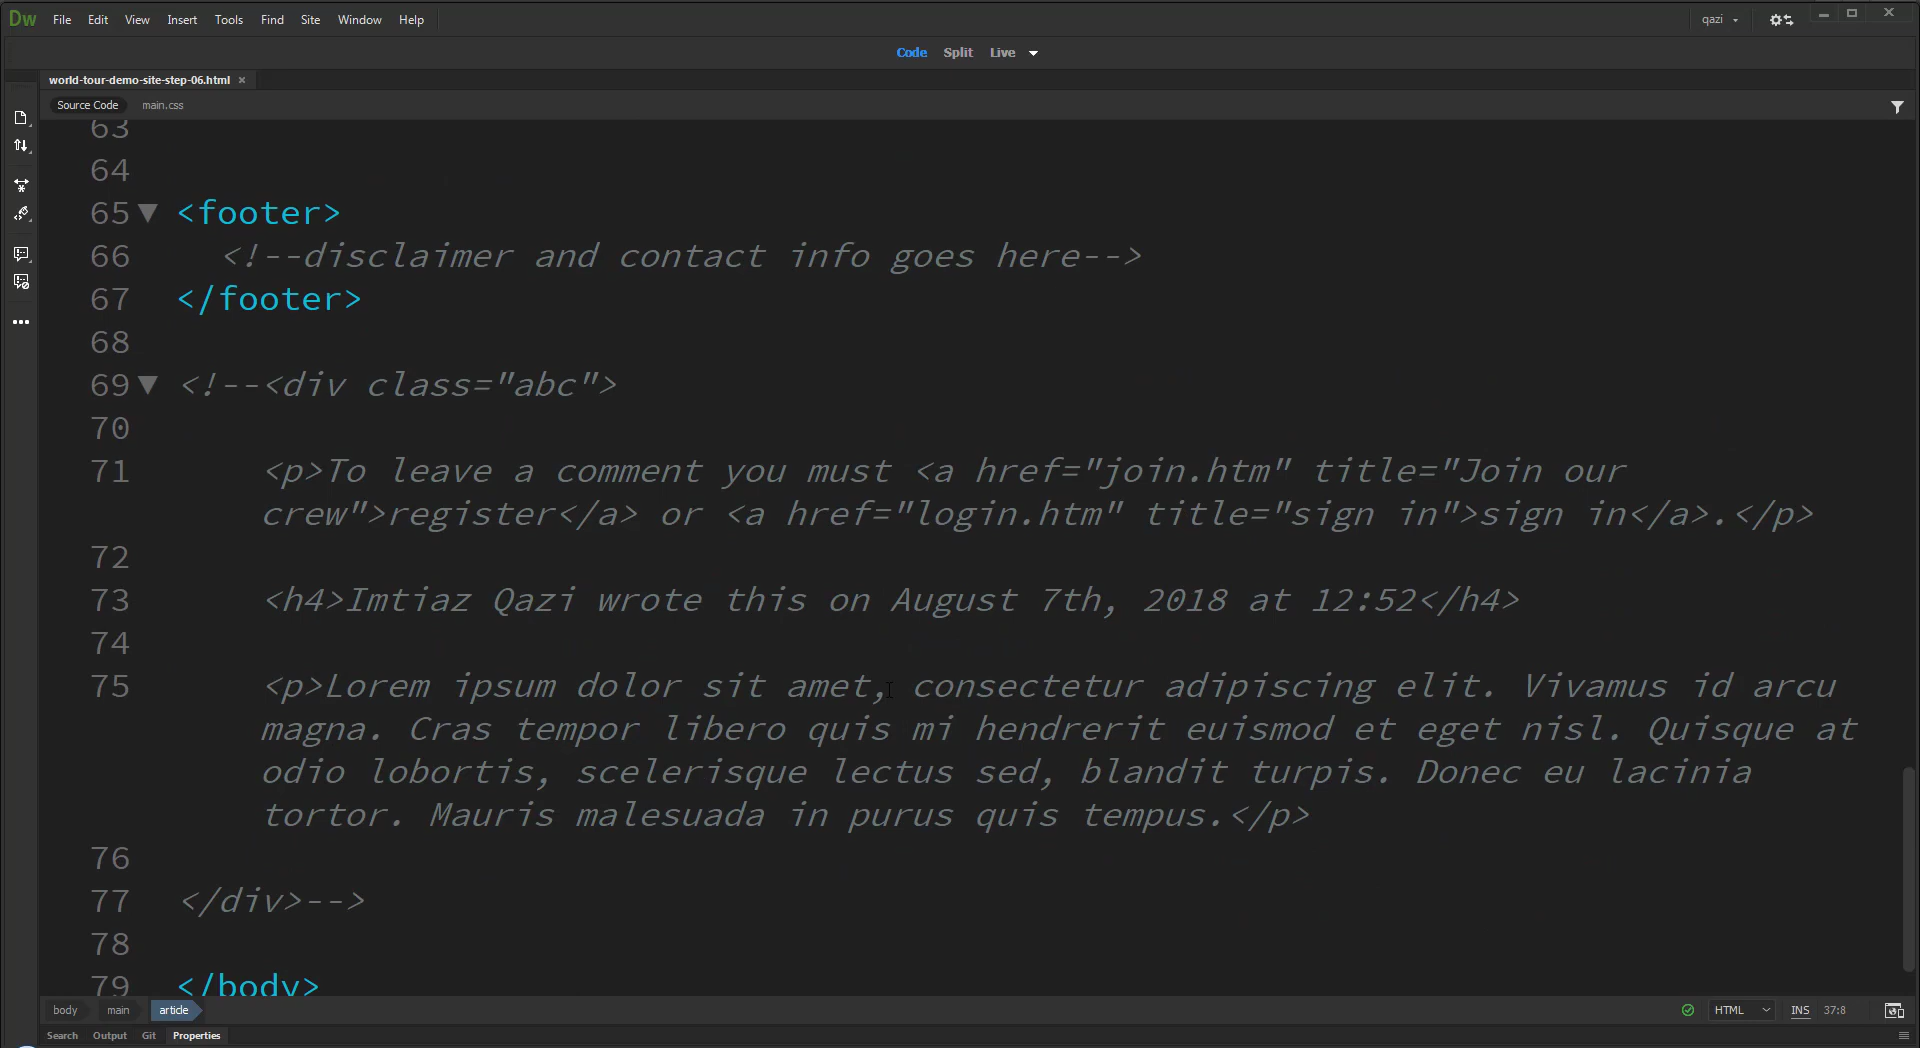 Dw File Edit View Insert Tools Find Site Window Help qazi
Code Split Live
world-tour-demo-site-step-06.html
Source Code main.css
63
64
65 <footer>
66 <!--disclaimer and contact info goes here-->
67 </footer>
68
69 <!--<div class="abc">
70
71 <p>To leave a comment you must <a href="join.htm" title="Join our
crew">register</a> or <a href="login.htm" title="sign in">sign in</a>.</p>
72
73 <h4>Imtiaz Qazi wrote this on August 7th, 2018 at 12:52</h4>
74
75 <p>Lorem ipsum dolor sit amet, consectetur adipiscing elit. Vivamus id arcu
magna. Cras tempor libero quis mi hendrerit euismod et eget nisl. Quisque at
odio lobortis, scelerisque lectus sed, blandit turpis. Donec eu lacinia
tortor. Mauris malesuada in purus quis tempus.</p>
76
77 </div>-->
78
79 </body>
body main article HTML INS 37:8
Search Output Git Properties